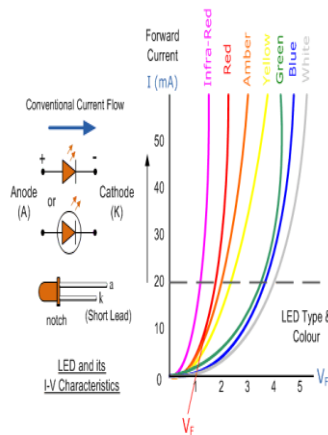 Forward
Current
I (mA)
Infra-Red
Red
Amber
Yellow
Green
Blue
White
Conventional Current Flow
+
-
Anode
(A)
or
Cathode
(K)
a
k
notch
(Short Lead)
LED and its
I-V Characteristics
50
40
30
20
10
0
LED Type &
Colour
1
2
3
4
5
V_F
V_F